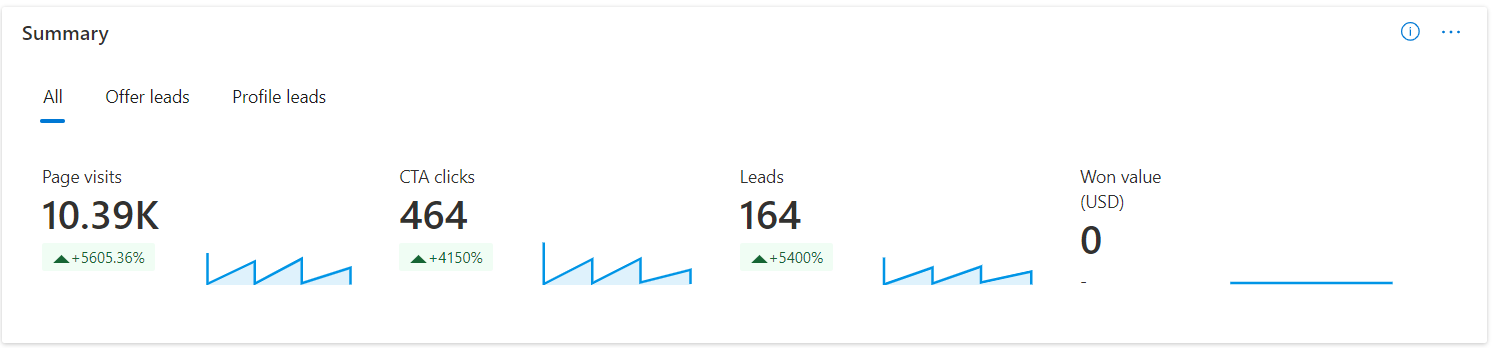 Summary
All
Offer leads
Profile leads
Page visits
10.39K
▲+5605.36%
CTA clicks
464
▲+4150%
Leads
164
▲+5400%
Won value
(USD)
0
-